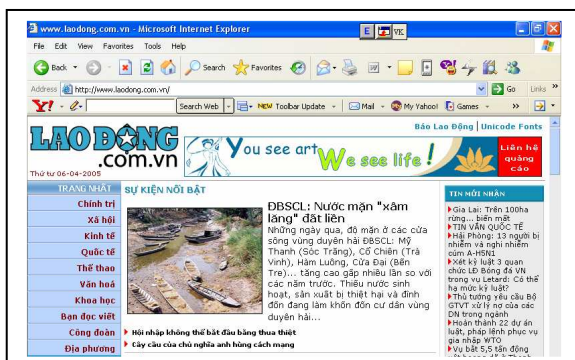 www.laodong.com.vn - Microsoft Internet Explorer
E VK
File Edit View Favorites Tools Help
Back Search Favorites
Address http://www.laodong.com.vn/ Go Links »
Y! Search Web NEW Toolbar Update Mail My Yahoo! Games »
Báo Lao Động | Unicode Fonts
LAO ĐỘNG
.com.vn
Thứ tư 06-04-2005
You see art We see life!
Liên hệ
quảng
cáo
TRANG NHẤT
Chính trị
Xã hội
Kinh tế
Quốc tế
Thể thao
Văn hoá
Khoa học
Bạn đọc viết
Công đoàn
Địa phương
SỰ KIỆN NỔI BẬT
ĐBSCL: Nước mặn "xâm
lăng" đất liền
Những ngày qua, độ mặn ở các cửa
sông vùng duyên hải ĐBSCL: Mỹ
Thanh (Sóc Trăng), Cổ Chiên (Trà
Vinh), Hàm Luông, Cửa Đại (Bến
Tre)... tăng cao gấp nhiều lần so với
các năm trước. Thiếu nước sinh
hoạt, sản xuất bị thiệt hại và đình
đốn đang làm khốn đốn cư dân vùng
duyên hải...
Hội nhập không thể bắt đầu bằng thua thiệt
Cây cầu của chủ nghĩa anh hùng cách mạng
TIN MỚI NHẬN
Gia Lai: Trên 100ha
rừng... biến mất
TIN VẮN QUỐC TẾ
Hải Phòng: 13 người bị
nhiễm và nghi nhiễm
cúm A-H5N1
Xét kỷ luật 3 quan
chức LĐ Bóng đá VN
trong vụ Letard: Có thể
hạ mức kỷ luật?
Thủ tướng yêu cầu Bộ
GTVT xử lý nợ của các
DN trong ngành
Hoàn thành 22 dự án
luật, pháp lệnh phục vụ
gia nhập WTO
Vụ bắt 5,5 tấn động